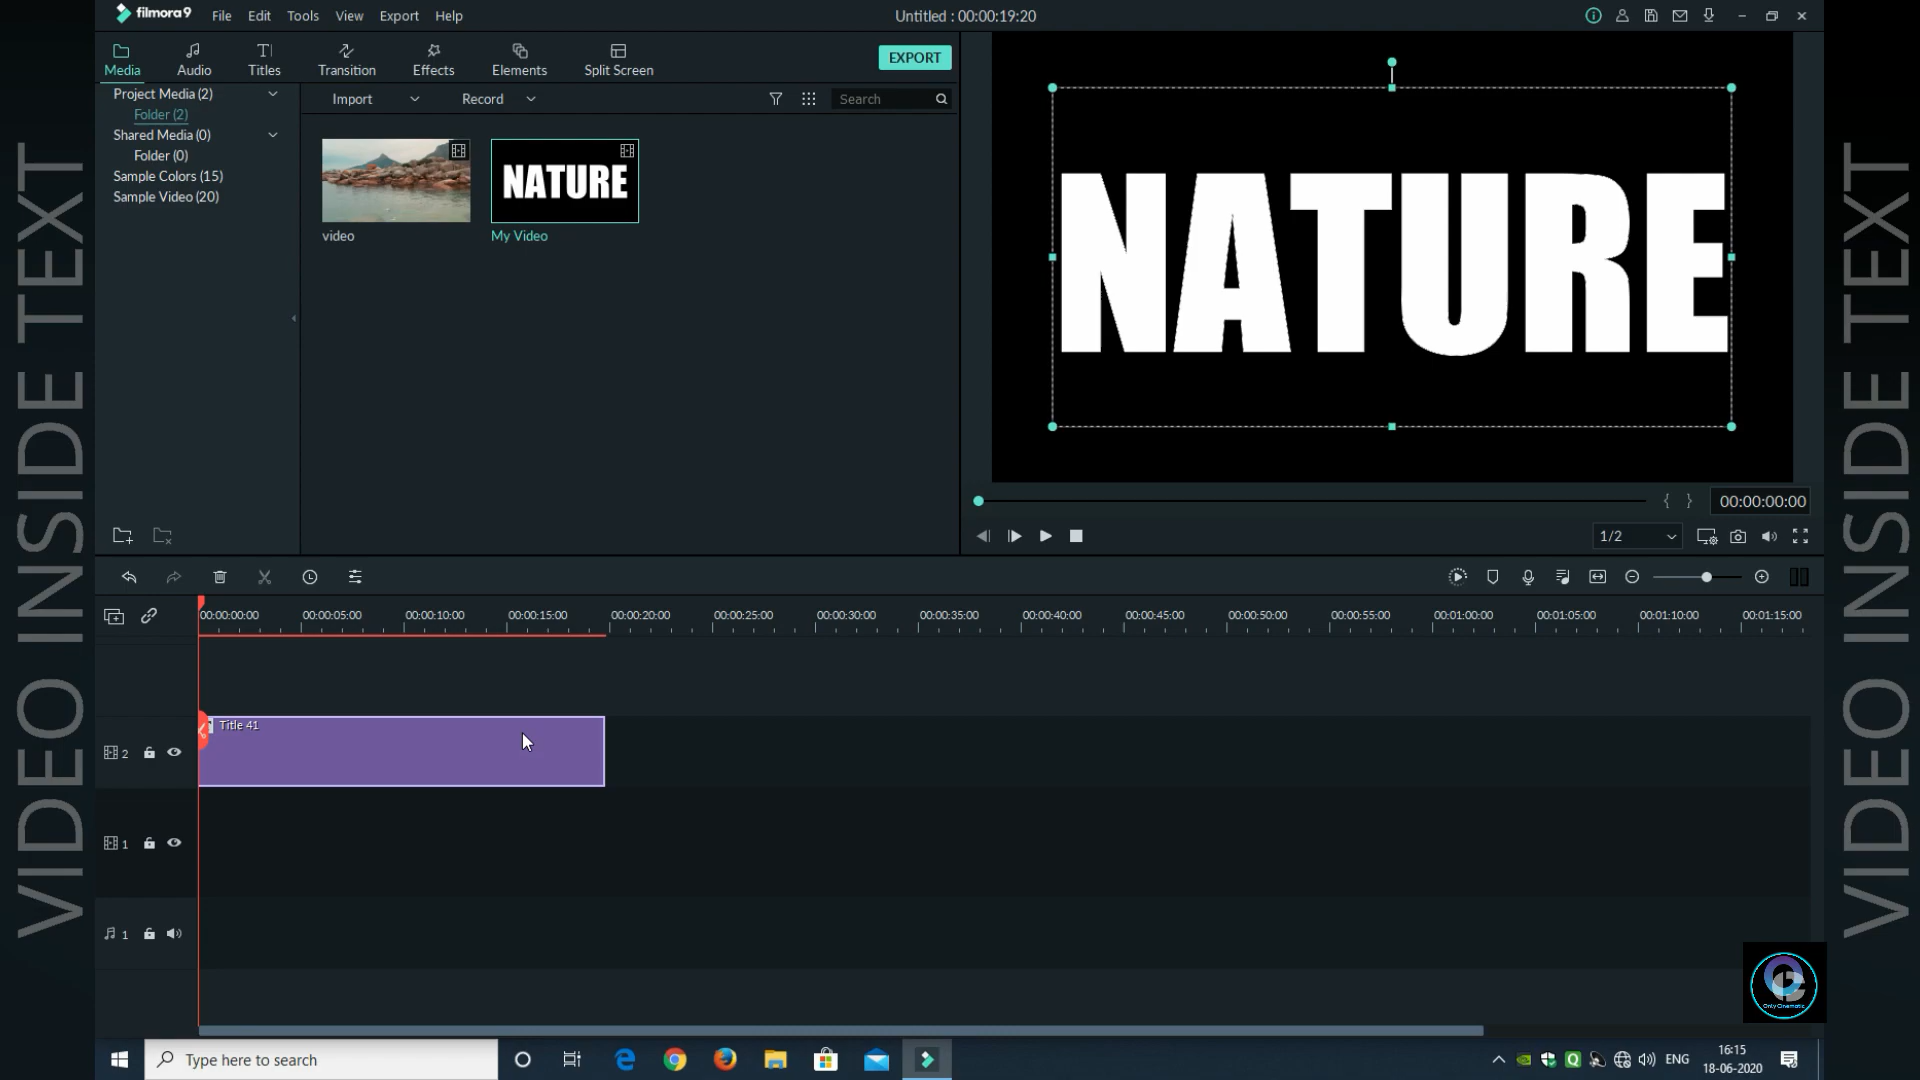 filmora9 File Edit Tools View Export Help
Untitled : 00:00:19:20
Media Audio Titles Transition Effects Elements Split Screen
EXPORT
Project Media (2)
Folder (2)
Shared Media (0)
Folder (0)
Sample Colors (15)
Sample Video (20)
Import Record Search
NATURE
video My Video
NATURE
00:00:00:00
1/2
00:00:00:00 00:00:05:00 00:00:10:00 00:00:15:00 00:00:20:00 00:00:25:00 00:00:30:00 00:00:35:00 00:00:40:00 00:00:45:00 00:00:50:00 00:00:55:00 00:01:00:00 00:01:05:00 00:01:10:00 00:01:15:00
Title 41
2
1
1
VIDEO INSIDE TEXT
VIDEO INSIDE TEXT
Only Cinematic
Type here to search
ENG
16:15
18-06-2020